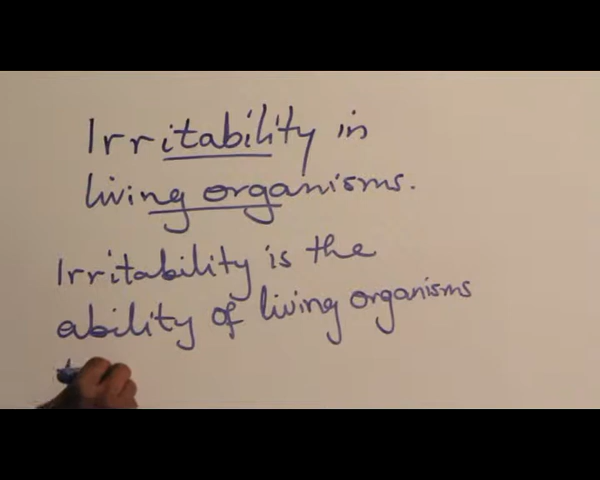 Irritability in
living organisms.
Irritability is the
ability of living organisms